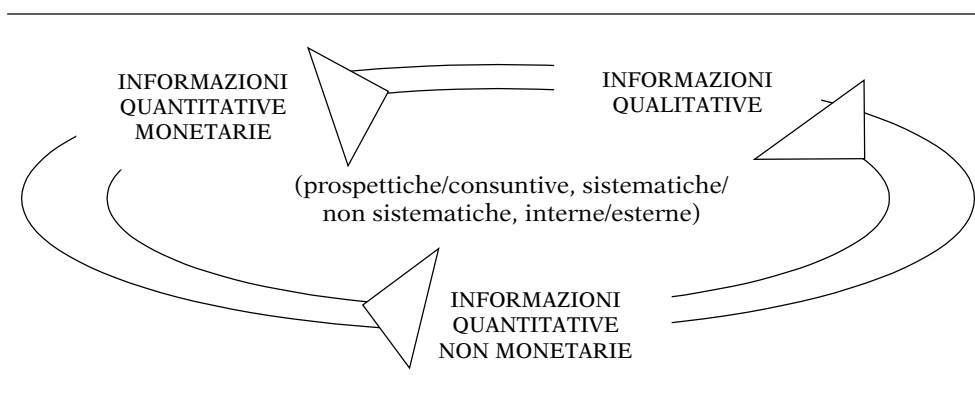 INFORMAZIONI
QUANTITATIVE
MONETARIE
INFORMAZIONI
QUALITATIVE
(prospettiche/consuntive, sistematiche/
non sistematiche, interne/esterne)
INFORMAZIONI
QUANTITATIVE
NON MONETARIE